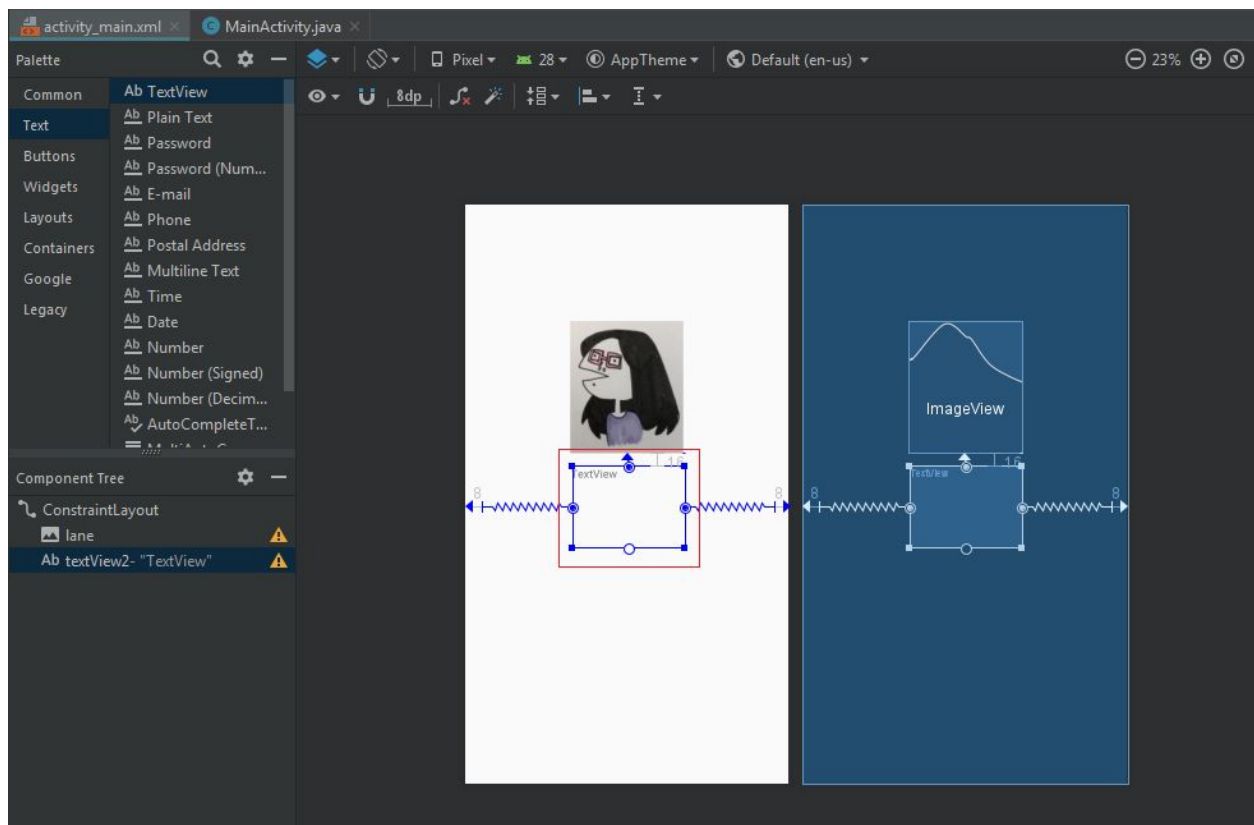 activity_main.xml
MainActivity.java
Palette
Pixel 28 AppTheme Default (en-us) 23%
Common
Text
Buttons
Widgets
Layouts
Containers
Google
Legacy
Ab TextView
Ab Plain Text
Ab Password
Ab Password (Num...
Ab E-mail
Ab Phone
Ab Postal Address
Ab Multiline Text
Ab Time
Ab Date
Ab Number
Ab Number (Signed)
Ab Number (Decim...
Ab AutoCompleteT...
8dp
Component Tree
ConstraintLayout
lane
Ab textView2- "TextView"
16
TextView
8
8
ImageView
16
TextView
8
8